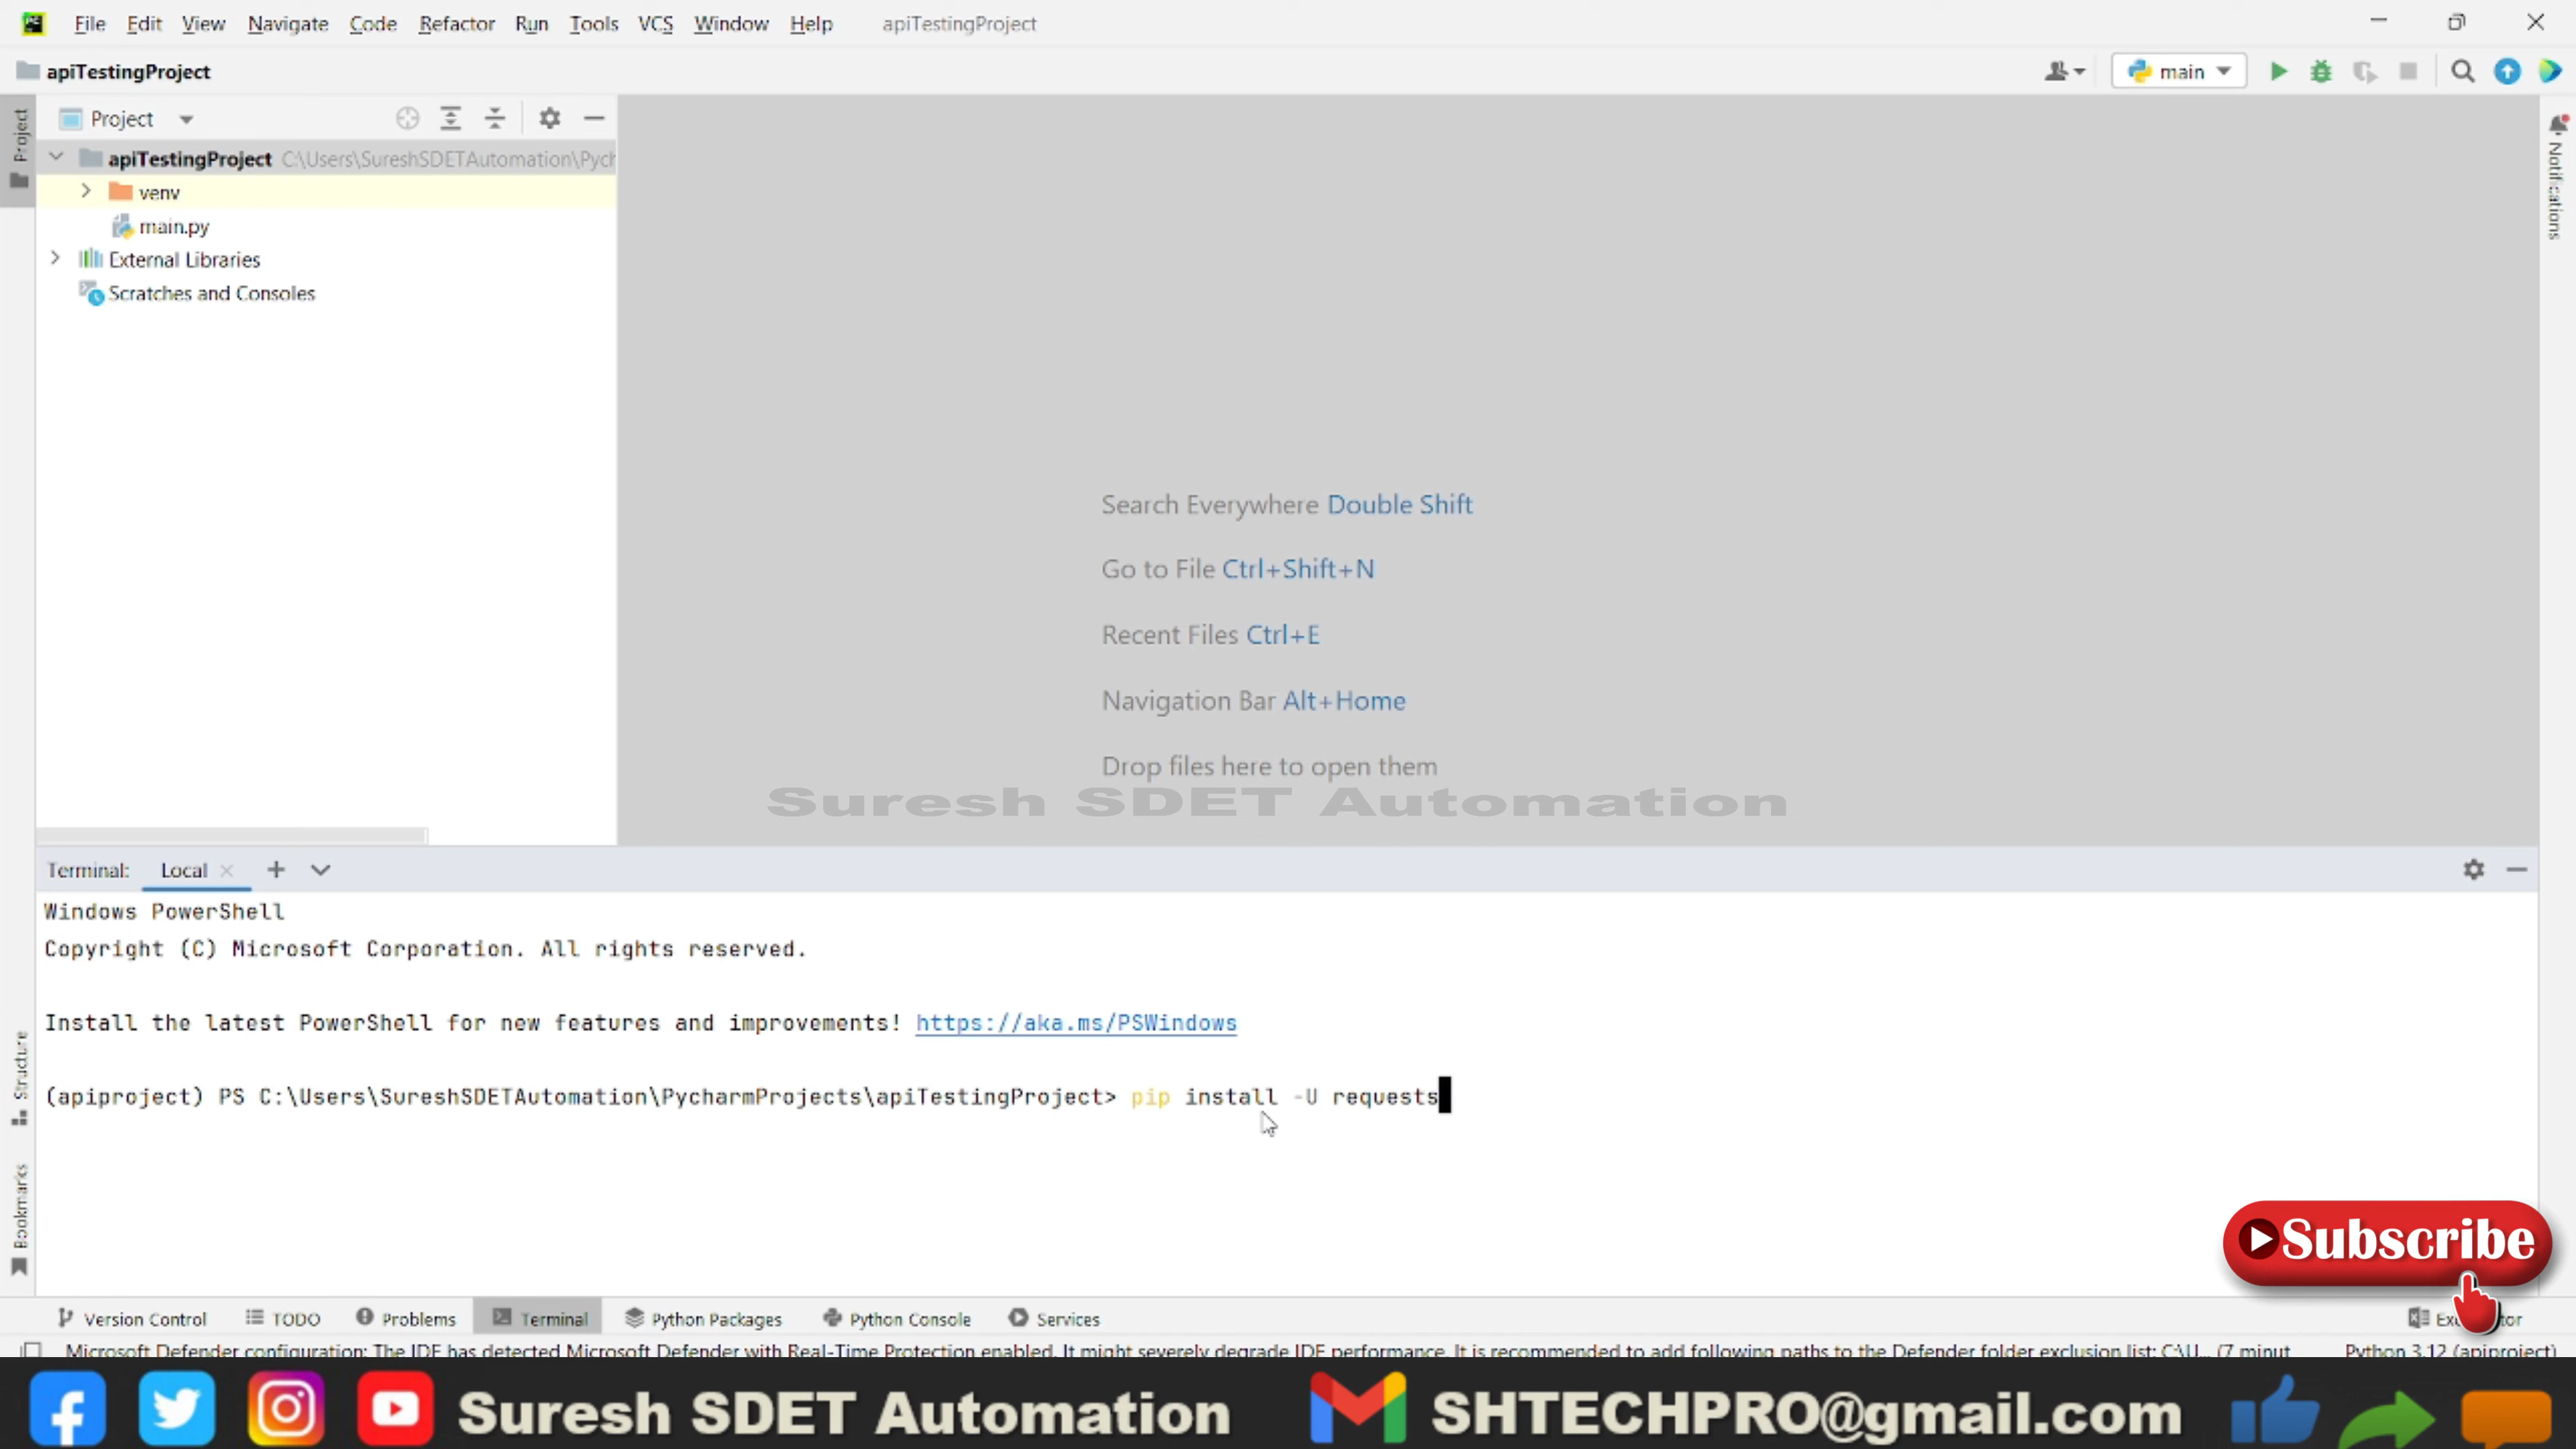 File Edit View Navigate Code Refactor Run Tools VCS Window Help apiTestingProject
apiTestingProject
main
Project
Project
apiTestingProject C:\Users\SureshSDETAutomation\Pych
venv
main.py
External Libraries
Scratches and Consoles
Notifications
Search Everywhere Double Shift
Go to File Ctrl+Shift+N
Recent Files Ctrl+E
Navigation Bar Alt+Home
Drop files here to open them
Suresh SDET Automation
Terminal: Local
Windows PowerShell
Copyright (C) Microsoft Corporation. All rights reserved.
Install the latest PowerShell for new features and improvements! https://aka.ms/PSWindows
(apiproject) PS C:\Users\SureshSDETAutomation\PycharmProjects\apiTestingProject> pip install -U requests
Structure
Bookmarks
Subscribe
Version Control TODO Problems Terminal Python Packages Python Console Services
Microsoft Defender configuration: The IDE has detected Microsoft Defender with Real-Time Protection enabled. It might severely degrade IDE performance. It is recommended to add following paths to the Defender folder exclusion list: C:\U... (7 minut Python 3.12 (apiproject)
Suresh SDET Automation SHTECHPRO@gmail.com